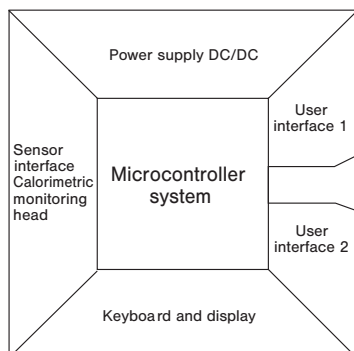 Power supply DC/DC
User
interface 1
Sensor
interface
Calorimetric
monitoring
head
Microcontroller
system
User
interface 2
Keyboard and display